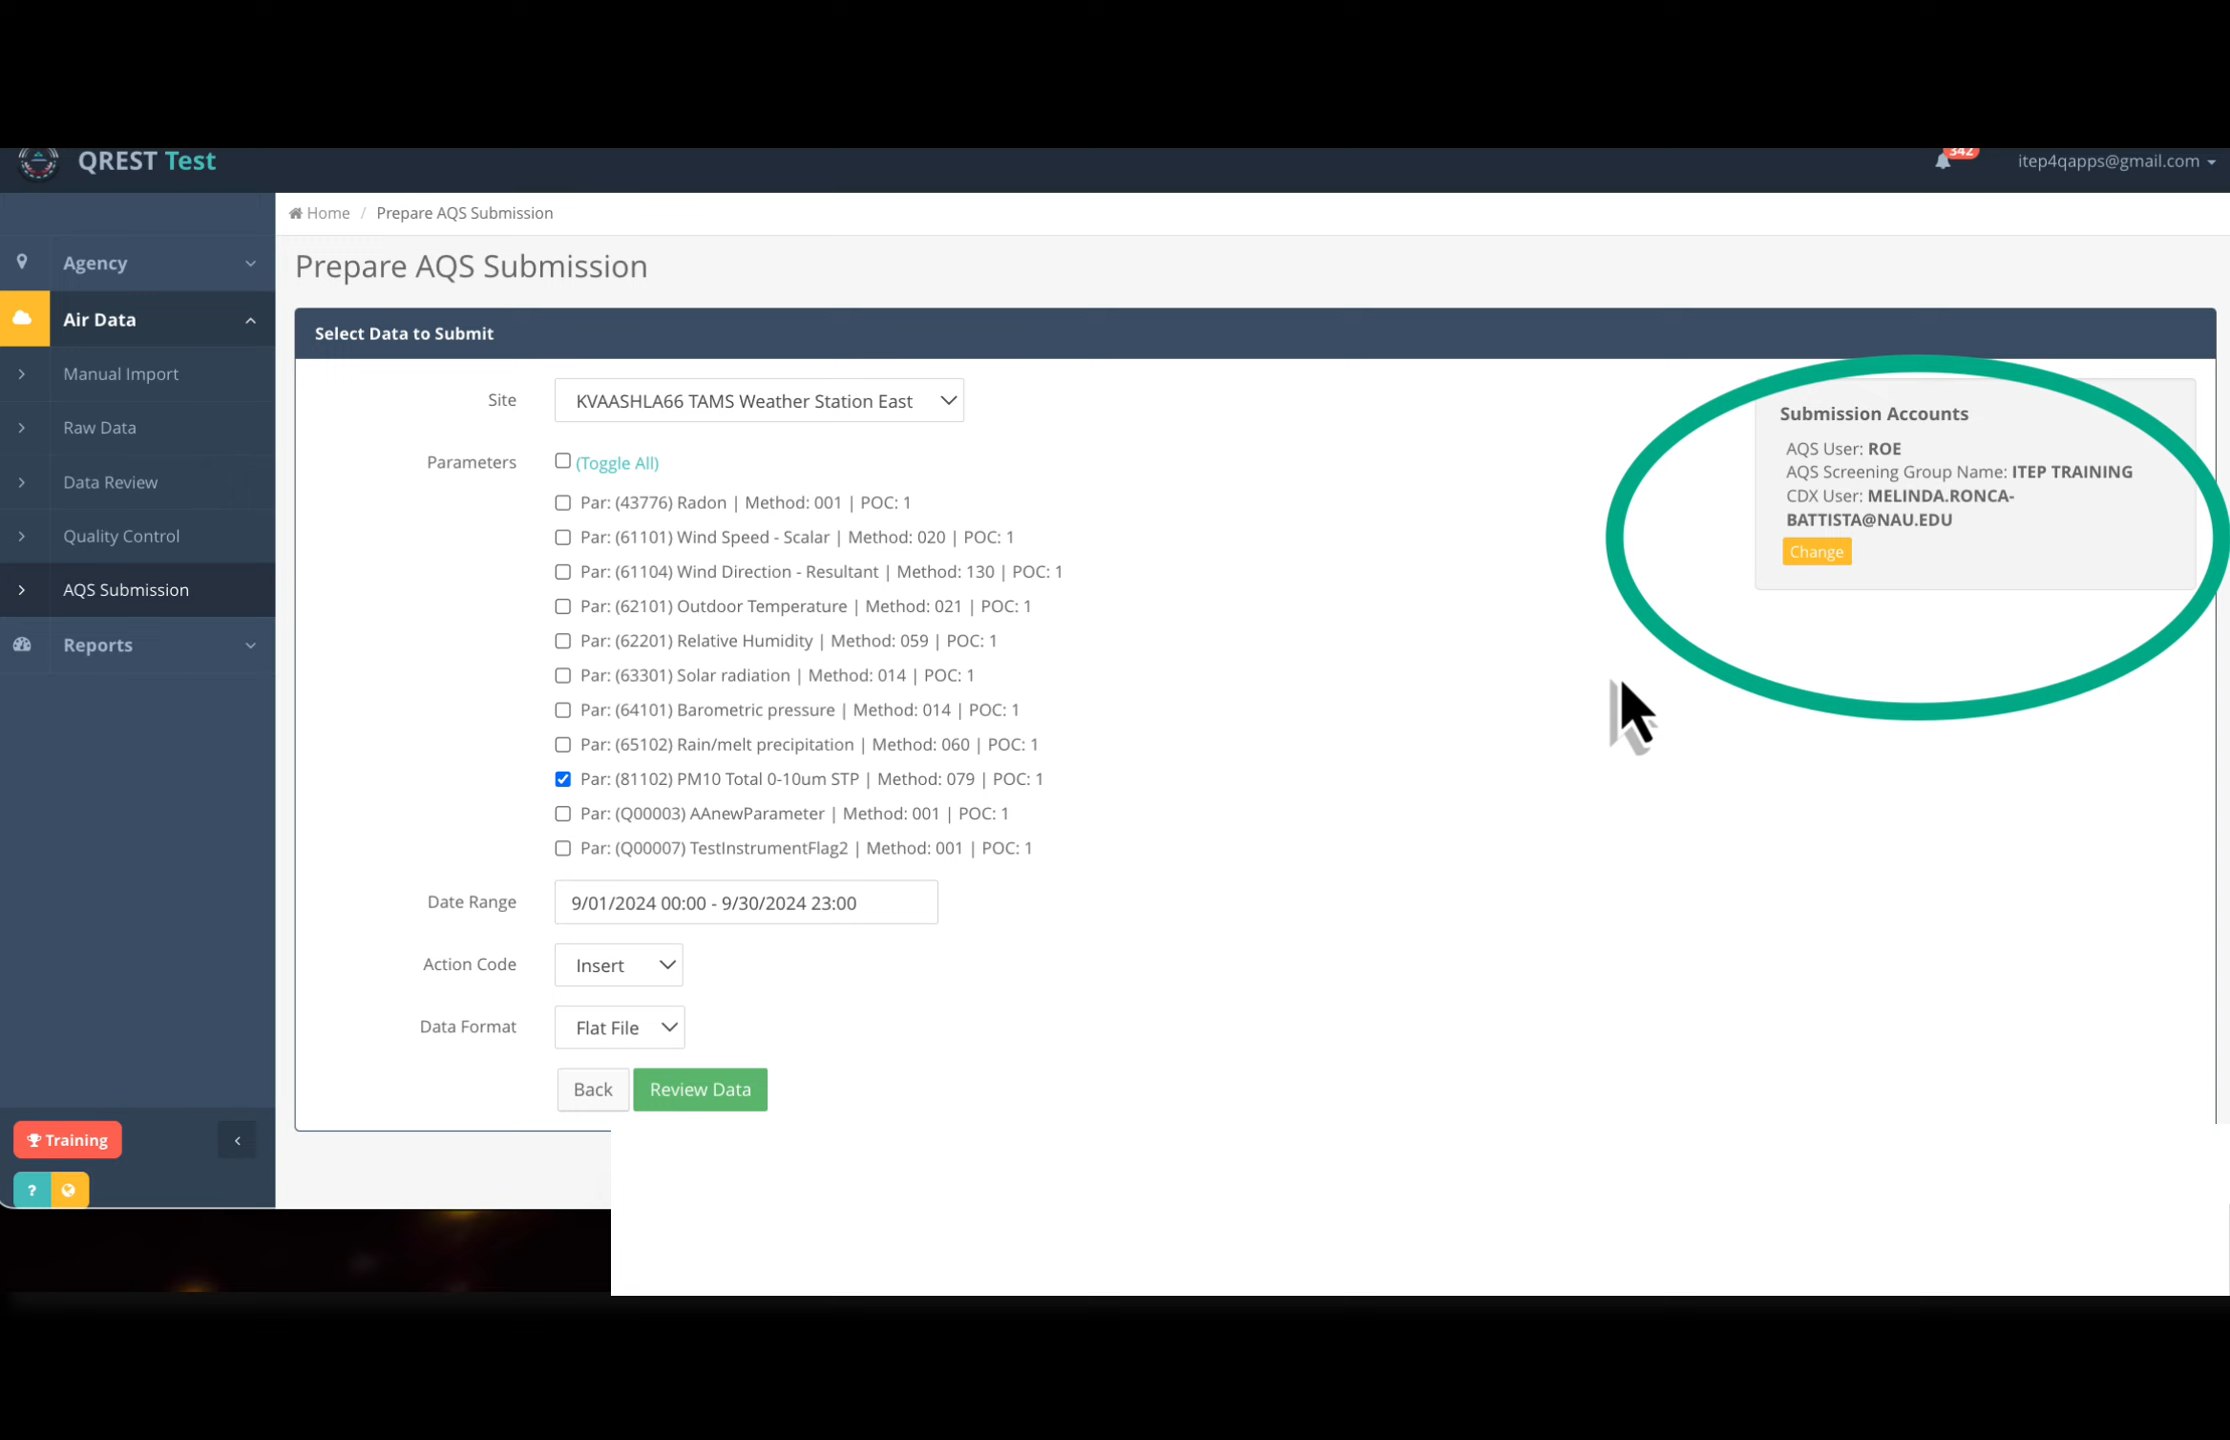 QREST Test
342
itep4qapps@gmail.com
Home / Prepare AQS Submission
Agency
Air Data
Manual Import
Raw Data
Data Review
Quality Control
AQS Submission
Reports
Training
?
Prepare AQS Submission
Select Data to Submit
Site KVAASHLA66 TAMS Weather Station East
Parameters (Toggle All)
Par: (43776) Radon | Method: 001 | POC: 1
Par: (61101) Wind Speed - Scalar | Method: 020 | POC: 1
Par: (61104) Wind Direction - Resultant | Method: 130 | POC: 1
Par: (62101) Outdoor Temperature | Method: 021 | POC: 1
Par: (62201) Relative Humidity | Method: 059 | POC: 1
Par: (63301) Solar radiation | Method: 014 | POC: 1
Par: (64101) Barometric pressure | Method: 014 | POC: 1
Par: (65102) Rain/melt precipitation | Method: 060 | POC: 1
Par: (81102) PM10 Total 0-10um STP | Method: 079 | POC: 1
Par: (Q00003) AAnewParameter | Method: 001 | POC: 1
Par: (Q00007) TestInstrumentFlag2 | Method: 001 | POC: 1
Date Range 9/01/2024 00:00 - 9/30/2024 23:00
Action Code Insert
Data Format Flat File
Back Review Data
Submission Accounts
AQS User: ROE
AQS Screening Group Name: ITEP TRAINING
CDX User: MELINDA.RONCA-
BATTISTA@NAU.EDU
Change